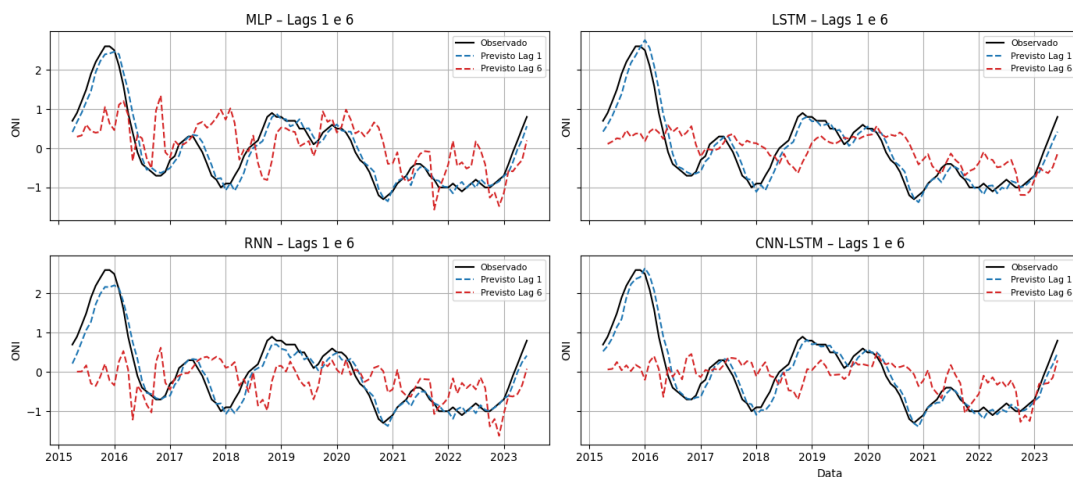 MLP – Lags 1 e 6
ONI
2
1
0
−1
Observado
Previsto Lag 1
Previsto Lag 6
LSTM – Lags 1 e 6
Observado
Previsto Lag 1
Previsto Lag 6
RNN – Lags 1 e 6
ONI
2
1
0
−1
Observado
Previsto Lag 1
Previsto Lag 6
2015 2016 2017 2018 2019 2020 2021 2022 2023
CNN-LSTM – Lags 1 e 6
ONI
Observado
Previsto Lag 1
Previsto Lag 6
2015 2016 2017 2018 2019 2020 2021 2022 2023
Data
ONI